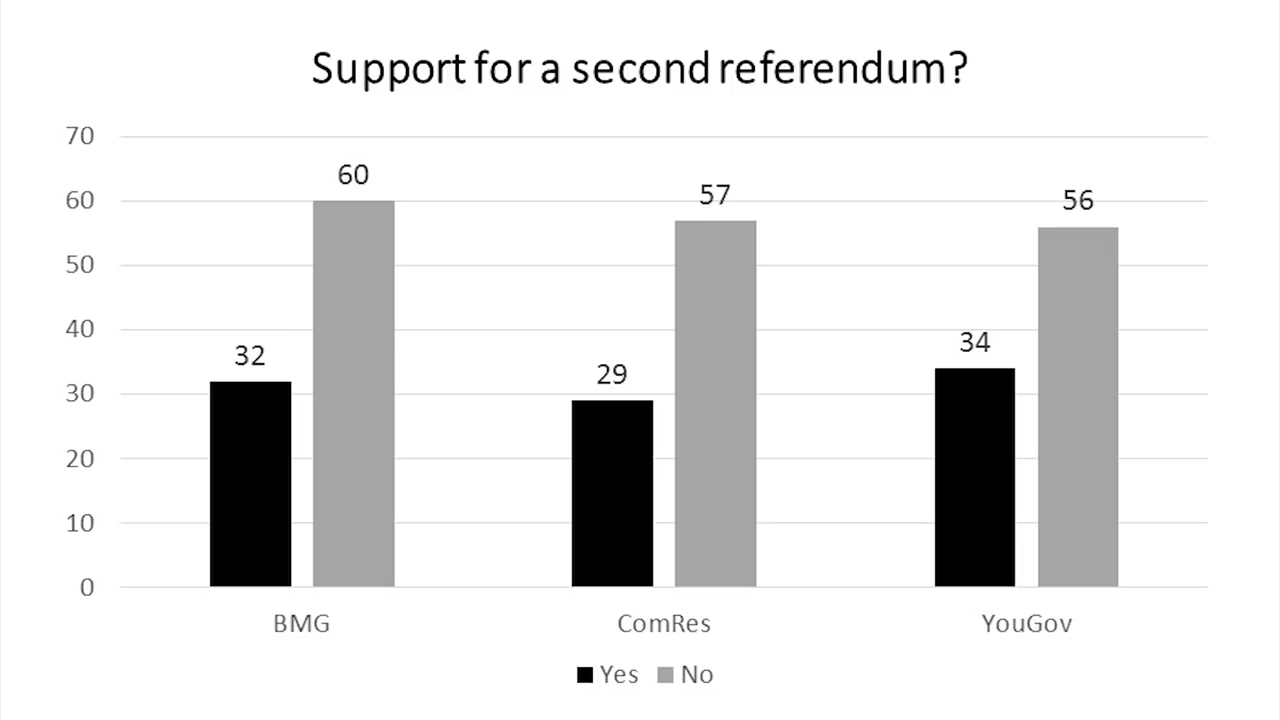 Support for a second referendum?
70
60
50
40
30
20
10
0
32
60
29
57
34
56
BMG
ComRes
YouGov
Yes No